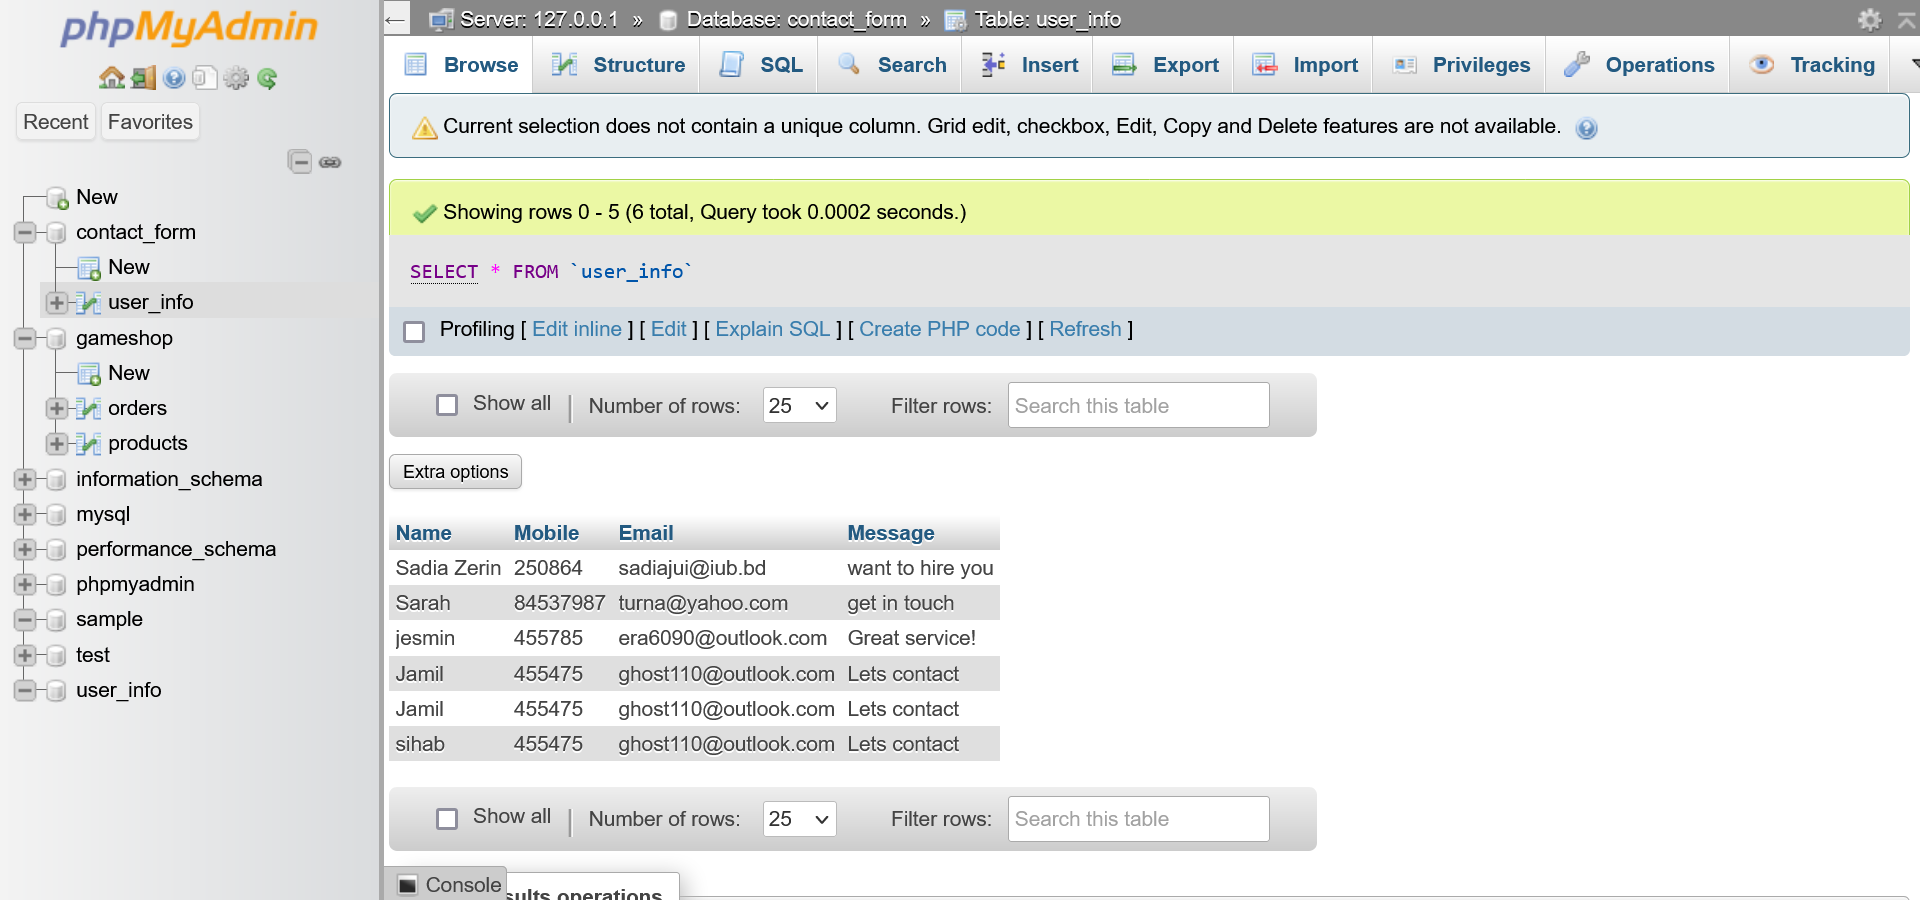 phpMyAdmin
Recent Favorites
New
contact_form
New
user_info
gameshop
New
orders
products
information_schema
mysql
performance_schema
phpmyadmin
sample
test
user_info
Server: 127.0.0.1 » Database: contact_form » Table: user_info
Browse Structure SQL Search Insert Export Import Privileges Operations Tracking
Current selection does not contain a unique column. Grid edit, checkbox, Edit, Copy and Delete features are not available.
Showing rows 0 - 5 (6 total, Query took 0.0002 seconds.)
SELECT * FROM `user_info`
Profiling [ Edit inline ] [ Edit ] [ Explain SQL ] [ Create PHP code ] [ Refresh ]
Show all | Number of rows: 25 Filter rows: Search this table
Extra options
Name Mobile Email Message
Sadia Zerin 250864 sadiajui@iub.bd want to hire you
Sarah 84537987 turna@yahoo.com get in touch
jesmin 455785 era6090@outlook.com Great service!
Jamil 455475 ghost110@outlook.com Lets contact
Jamil 455475 ghost110@outlook.com Lets contact
sihab 455475 ghost110@outlook.com Lets contact
Show all | Number of rows: 25 Filter rows: Search this table
Console
operations